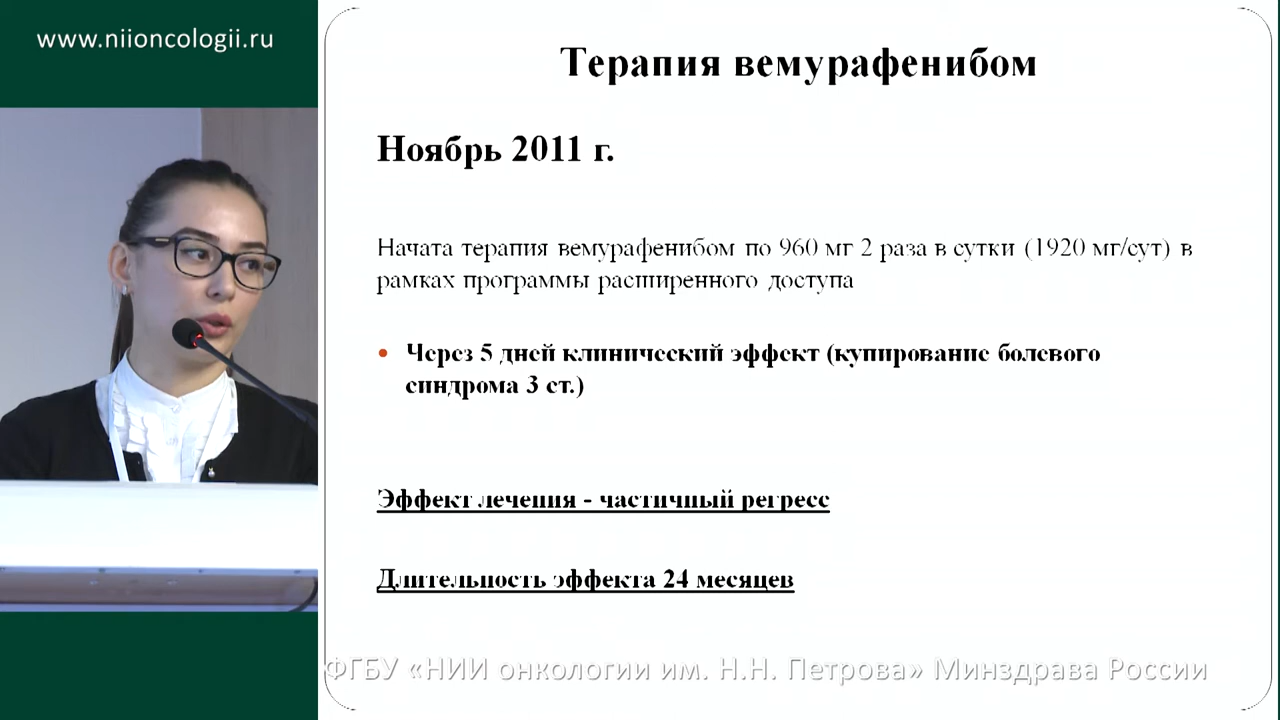 www.niioncologii.ru
Терапия вемурафенибом
Ноябрь 2011 г.
Начата терапия вемурафенибом по 960 мг 2 раза в сутки (1920 мг/сут) в
рамках программы расширенного доступа
• Через 5 дней клинический эффект (купирование болевого
синдрома 3 ст.)
Эффект лечения - частичный регресс
Длительность эффекта 24 месяцев
ФГБУ «НИИ онкологии им. Н.Н. Петрова» Минздрава России